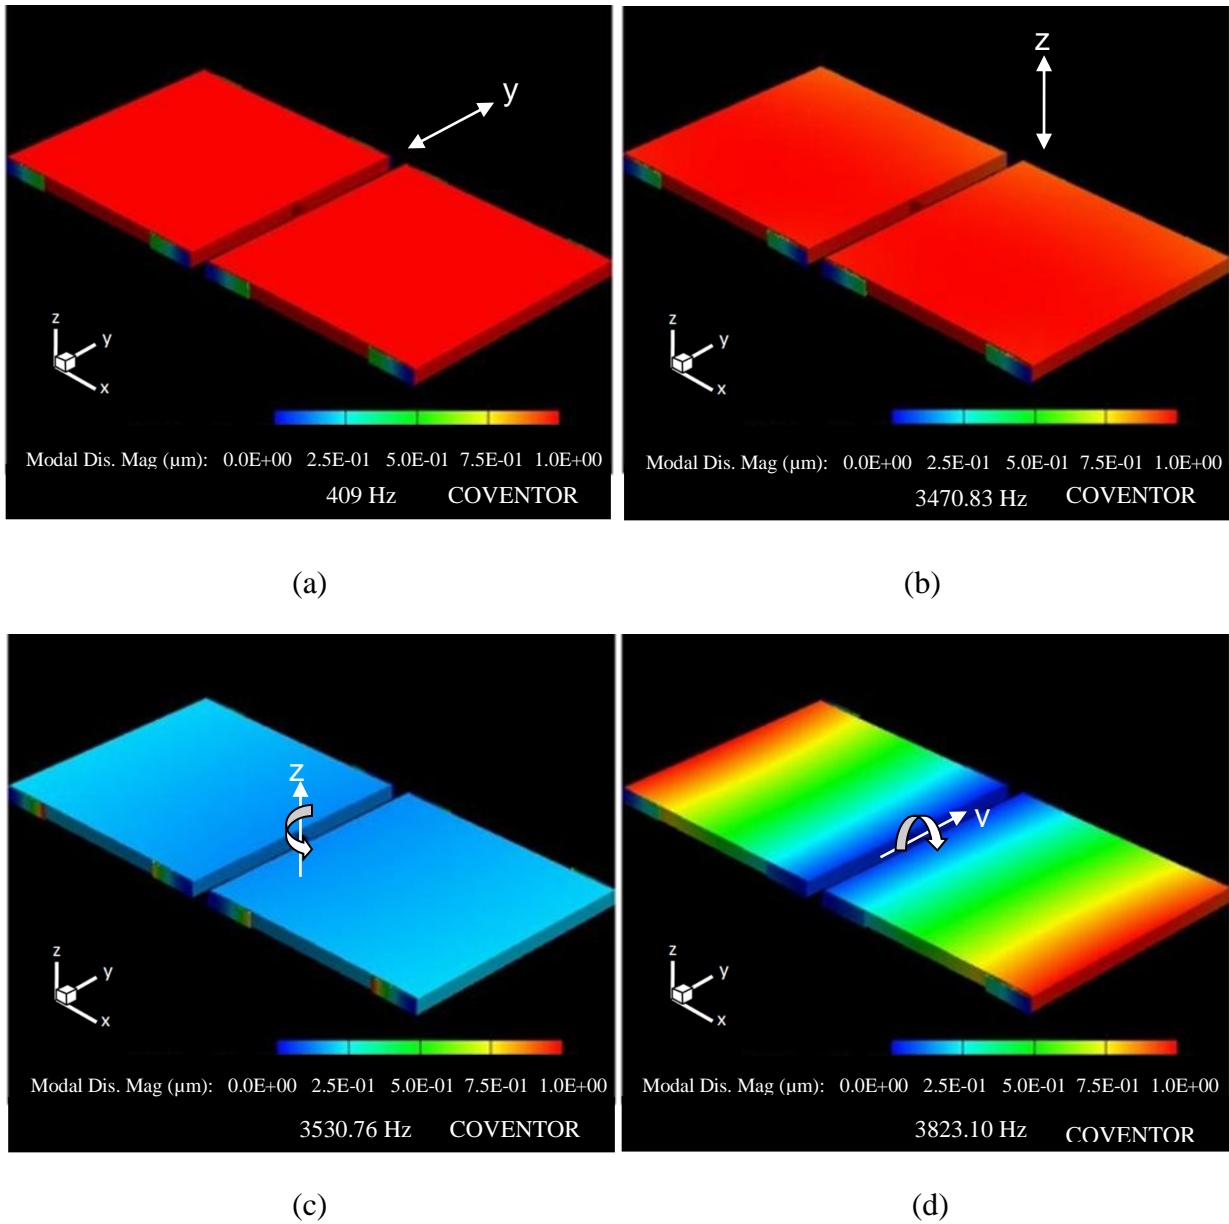 y
z
y
x
Modal Dis. Mag (µm): 0.0E+00 2.5E-01 5.0E-01 7.5E-01 1.0E+00
409 Hz COVENTOR
(a)
z
z
y
x
Modal Dis. Mag (µm): 0.0E+00 2.5E-01 5.0E-01 7.5E-01 1.0E+00
3470.83 Hz COVENTOR
(b)
z
z
y
x
Modal Dis. Mag (µm): 0.0E+00 2.5E-01 5.0E-01 7.5E-01 1.0E+00
3530.76 Hz COVENTOR
(c)
y
z
y
x
Modal Dis. Mag (µm): 0.0E+00 2.5E-01 5.0E-01 7.5E-01 1.0E+00
3823.10 Hz COVENTOR
(d)